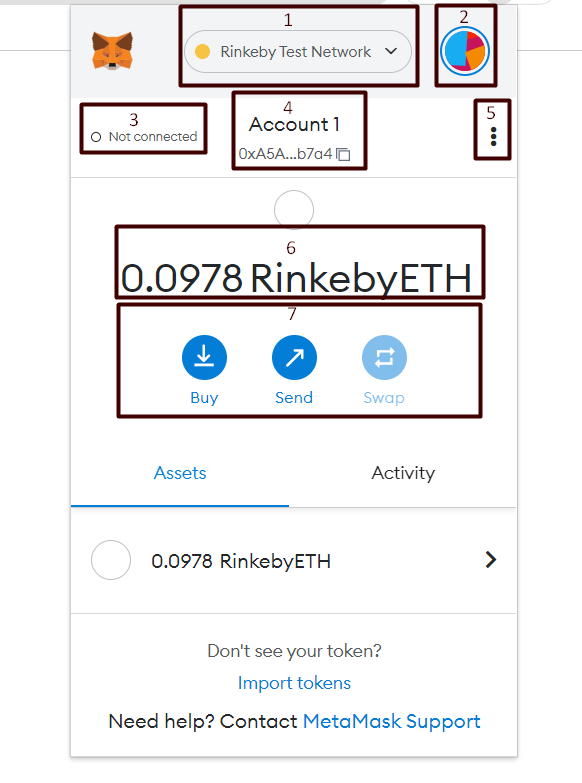 1
Rinkeby Test Network
2
3
Not connected
4
Account 1
0xA5A...b7a4
5
6
0.0978 RinkebyETH
7
Buy Send Swap
Assets Activity
0.0978 RinkebyETH
Don't see your token?
Import tokens
Need help? Contact MetaMask Support